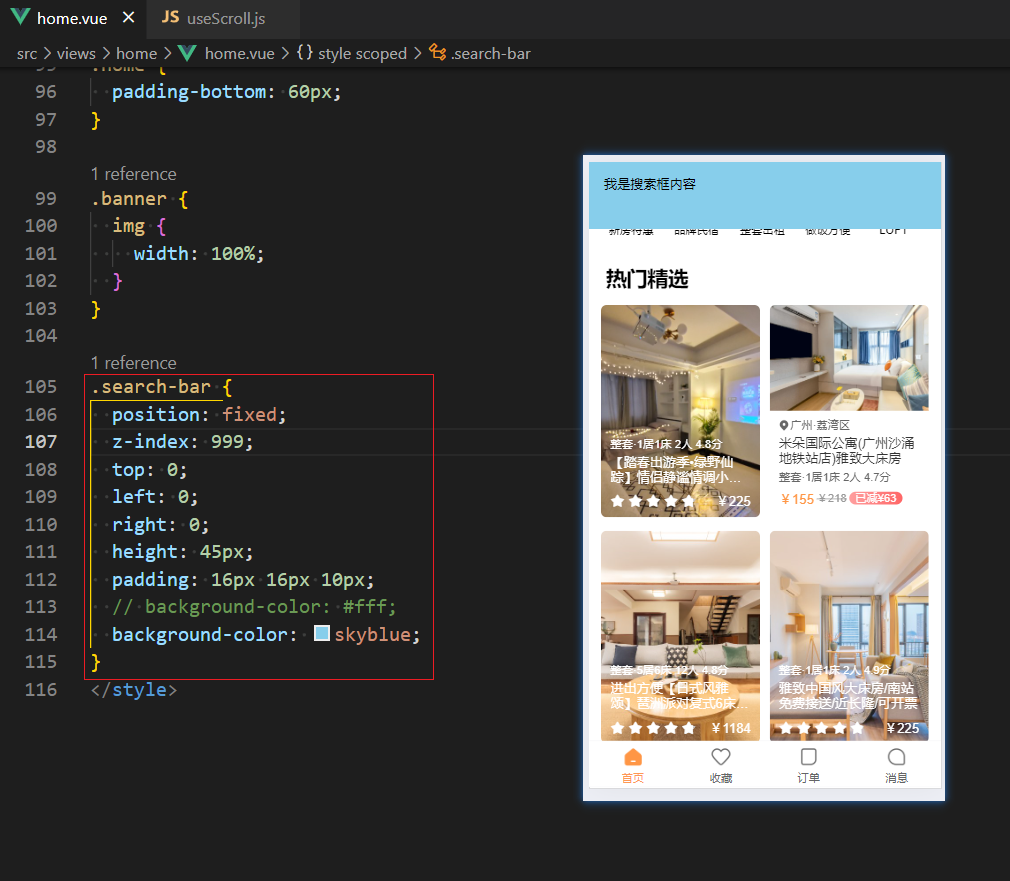 home.vue
JS useScroll.js
src > views > home > home.vue > {} style scoped > .search-bar
.home {
96 padding-bottom: 60px;
97 }
98
1 reference
99 .banner {
100 img {
101 width: 100%;
102 }
103 }
104
1 reference
105 .search-bar {
106 position: fixed;
107 z-index: 999;
108 top: 0;
109 left: 0;
110 right: 0;
111 height: 45px;
112 padding: 16px 16px 10px;
113 // background-color: #fff;
114 background-color: skyblue;
115 }
116 </style>
我是搜索框内容
新房特惠 品牌民宿 整套出租 做饭方便 LOFT
热门精选
整套·1居1床 2人 4.8分
【踏春出游季•绿野仙
踪】情侣静谧情调小...
￥225
广州·荔湾区
米朵国际公寓(广州沙涌
地铁站店)雅致大床房
整套·1居1床 2人 4.7分
￥155 ￥218 已减¥63
整套·5居6床 12人 4.8分
进出方便【日式风雅
颂】琶洲派对复式6床...
￥1184
整套·1居1床 2人 4.9分
雅致中国风大床房/南站
免费接送/近长隆/可开票
￥225
首页
收藏
订单
消息